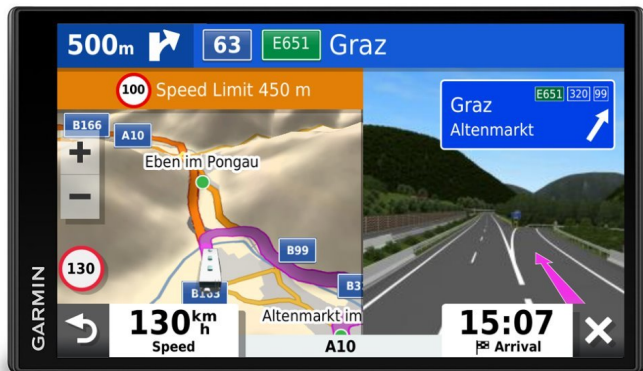 500m 63 E651 Graz
100 Speed Limit 450 m
E651 320 99
Graz
Altenmarkt
B166
A10
Eben im Pongau
+
−
B99
130
B163
B3
Altenmarkt im
GARMIN
130 km/h
Speed
A10
15:07
Arrival